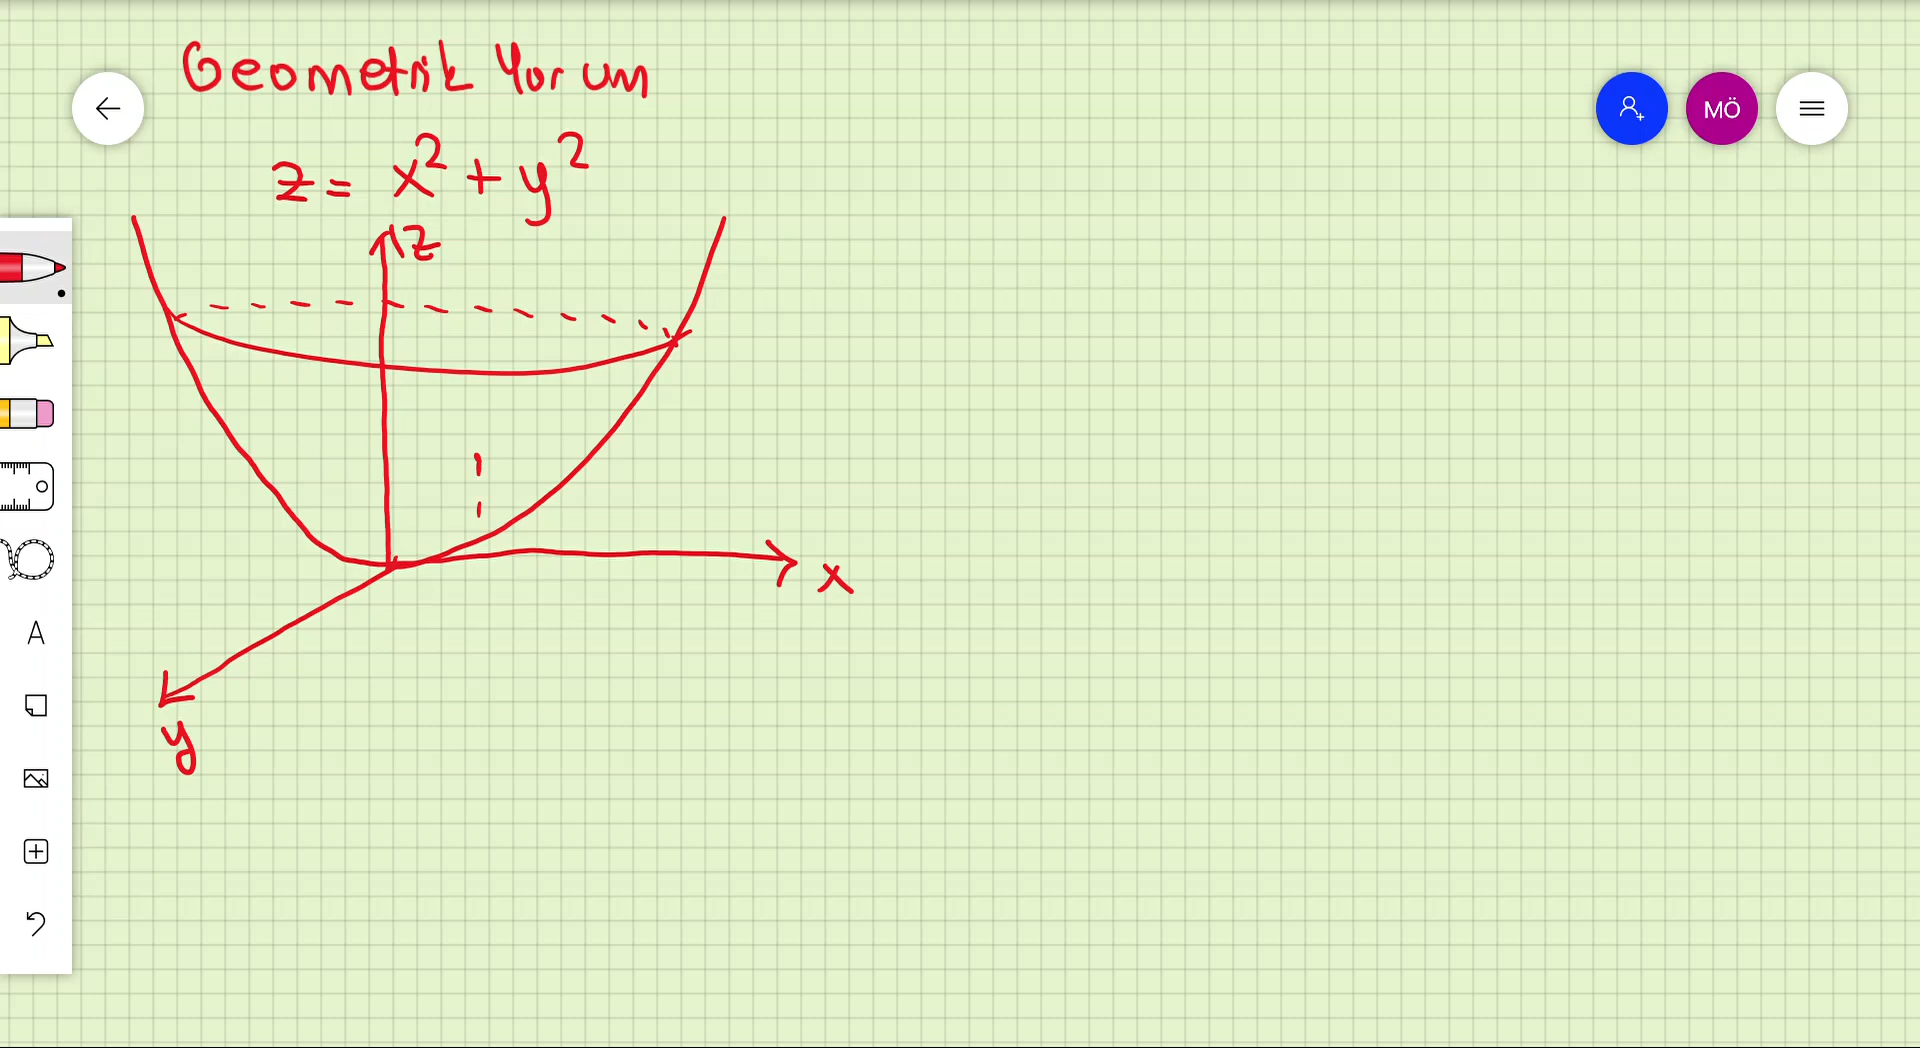 Geometrik Yorum
z = x² + y²
z
x
y
MÖ
A